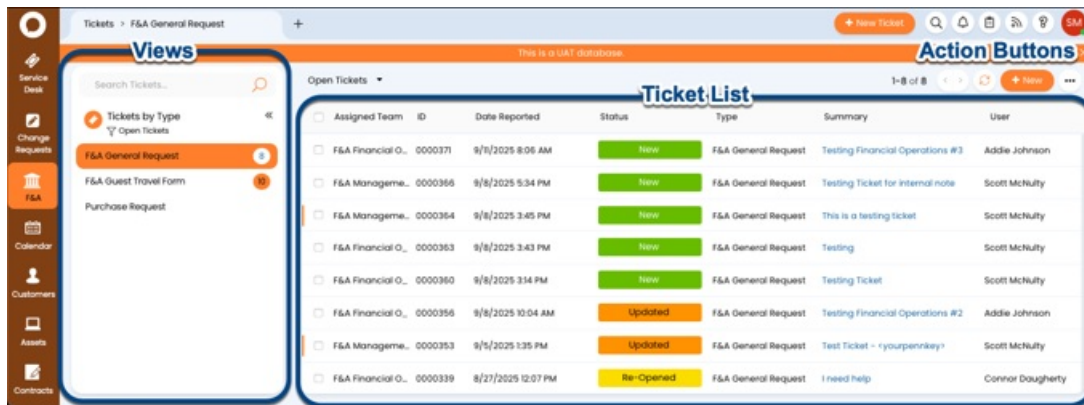 Tickets > F&A General Request
+
+ New Ticket
SM
Views
This is a UAT database.
Action Buttons
Service Desk
Change Requests
F&A
Calendar
Customers
Assets
Contracts
Search Tickets...
Tickets by Type
Open Tickets
F&A General Request 8
F&A Guest Travel Form 10
Purchase Request
Open Tickets
1-8 of 8
+ New
Ticket List
Assigned Team ID Date Reported Status Type Summary User
F&A Financial O... 0000371 9/11/2025 8:06 AM New F&A General Request Testing Financial Operations #3 Addie Johnson
F&A Manageme... 0000366 9/8/2025 5:34 PM New F&A General Request Testing Ticket for internal note Scott McNulty
F&A Manageme... 0000364 9/8/2025 3:45 PM New F&A General Request This is a testing ticket Scott McNulty
F&A Financial O... 0000363 9/8/2025 3:43 PM New F&A General Request Testing Scott McNulty
F&A Financial O... 0000360 9/8/2025 3:14 PM New F&A General Request Testing Ticket Scott McNulty
F&A Financial O... 0000356 9/8/2025 10:04 AM Updated F&A General Request Testing Financial Operations #2 Addie Johnson
F&A Manageme... 0000353 9/5/2025 1:35 PM Updated F&A General Request Test Ticket - <yourpennkey> Scott McNulty
F&A Financial O... 0000339 8/27/2025 12:07 PM Re-Opened F&A General Request I need help Connor Daugherty